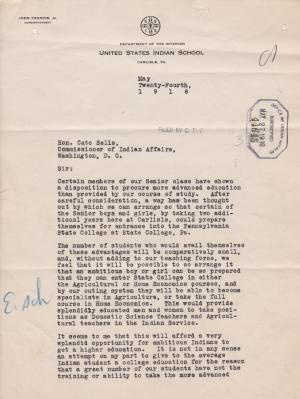 JOHN FRANCIS, JR.
SUPERINTENDENT
DEPARTMENT OF THE INTERIOR
UNITED STATES INDIAN SCHOOL
CARLISLE, PA.
May
Twenty-Fourth,
1 9 1 8
Hon. Cato Sells,
Commissioner of Indian Affairs,
Washington, D. C.
Sir:
Certain members of our Senior class have shown
a disposition to procure more advanced education
than provided by our course of study. After
careful consideration, a way has been thought
out by which we can arrange so that certain of
the Senior boys and girls, by taking two addi-
tional years here at Carlisle, could prepare
themselves for entrance into the Pennsylvania
State College at State College, Pa.
The number of students who would avail themselves
of these advantages will be comparatively small,
and, without adding to our teaching force, we
feel that it will be possible to so arrange it
that an ambitious boy or girl can be so prepared
that they can enter State College in either
the Agricultural or Home Economics courses, and
by our outing system they will be able to become
specialists in Agriculture, or take the full
course in Home Economics. This would provide
splendidly educated men and women to take posi-
tions as Domestic Science Teachers and Agricul-
tural teachers in the Indian Service.
It seems to me that this will afford a very
splendid opportunity for ambitious Indians to
get a higher education. It is not in any sense
an attempt on my part to give to the average
Indian student a college education for the reason
that a great number of our students have not the
training or ability to take the more advanced